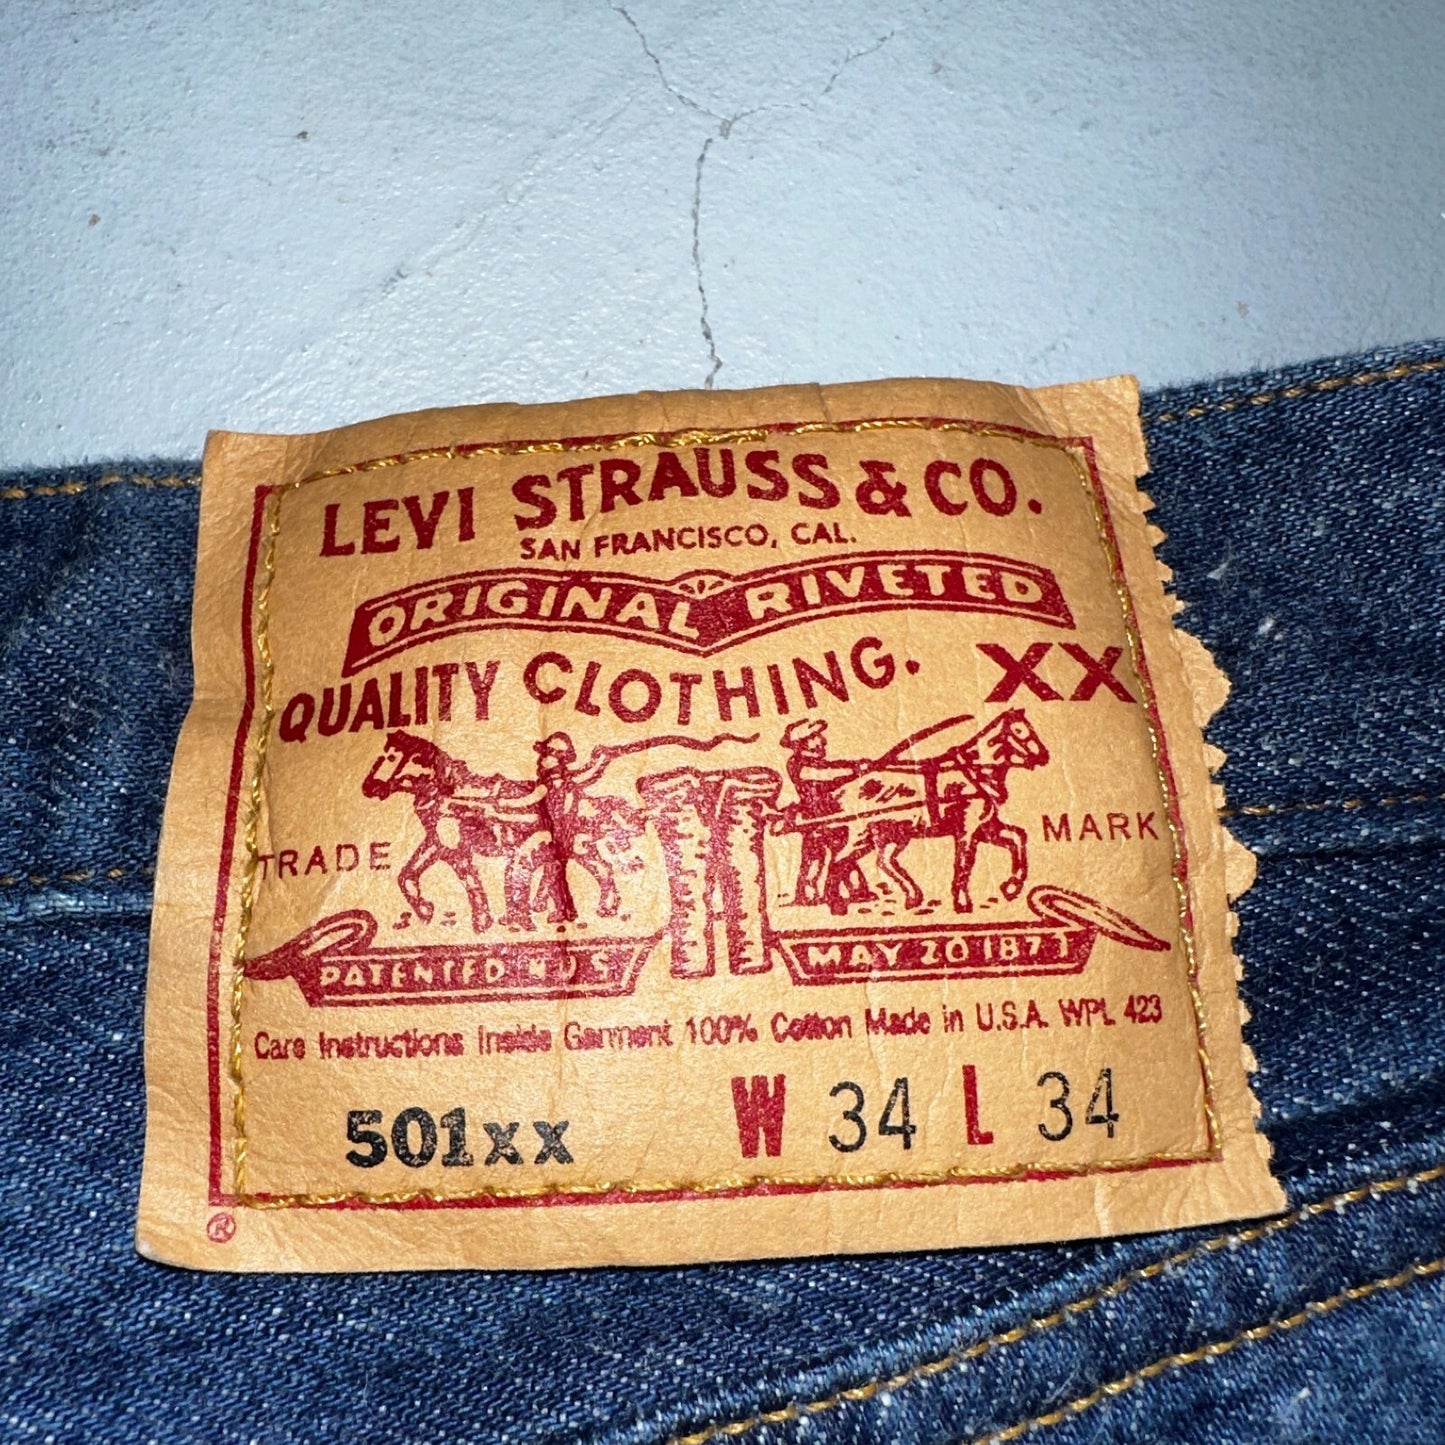 LEVI STRAUSS & CO.
SAN FRANCISCO, CAL.
ORIGINAL RIVETED
QUALITY CLOTHING. XX
TRADE MARK
PATENTED IN U S MAY 20 1873
Care Instructions Inside Garment 100% Cotton Made in U.S.A. WPL 423
501xx W 34 L 34
®